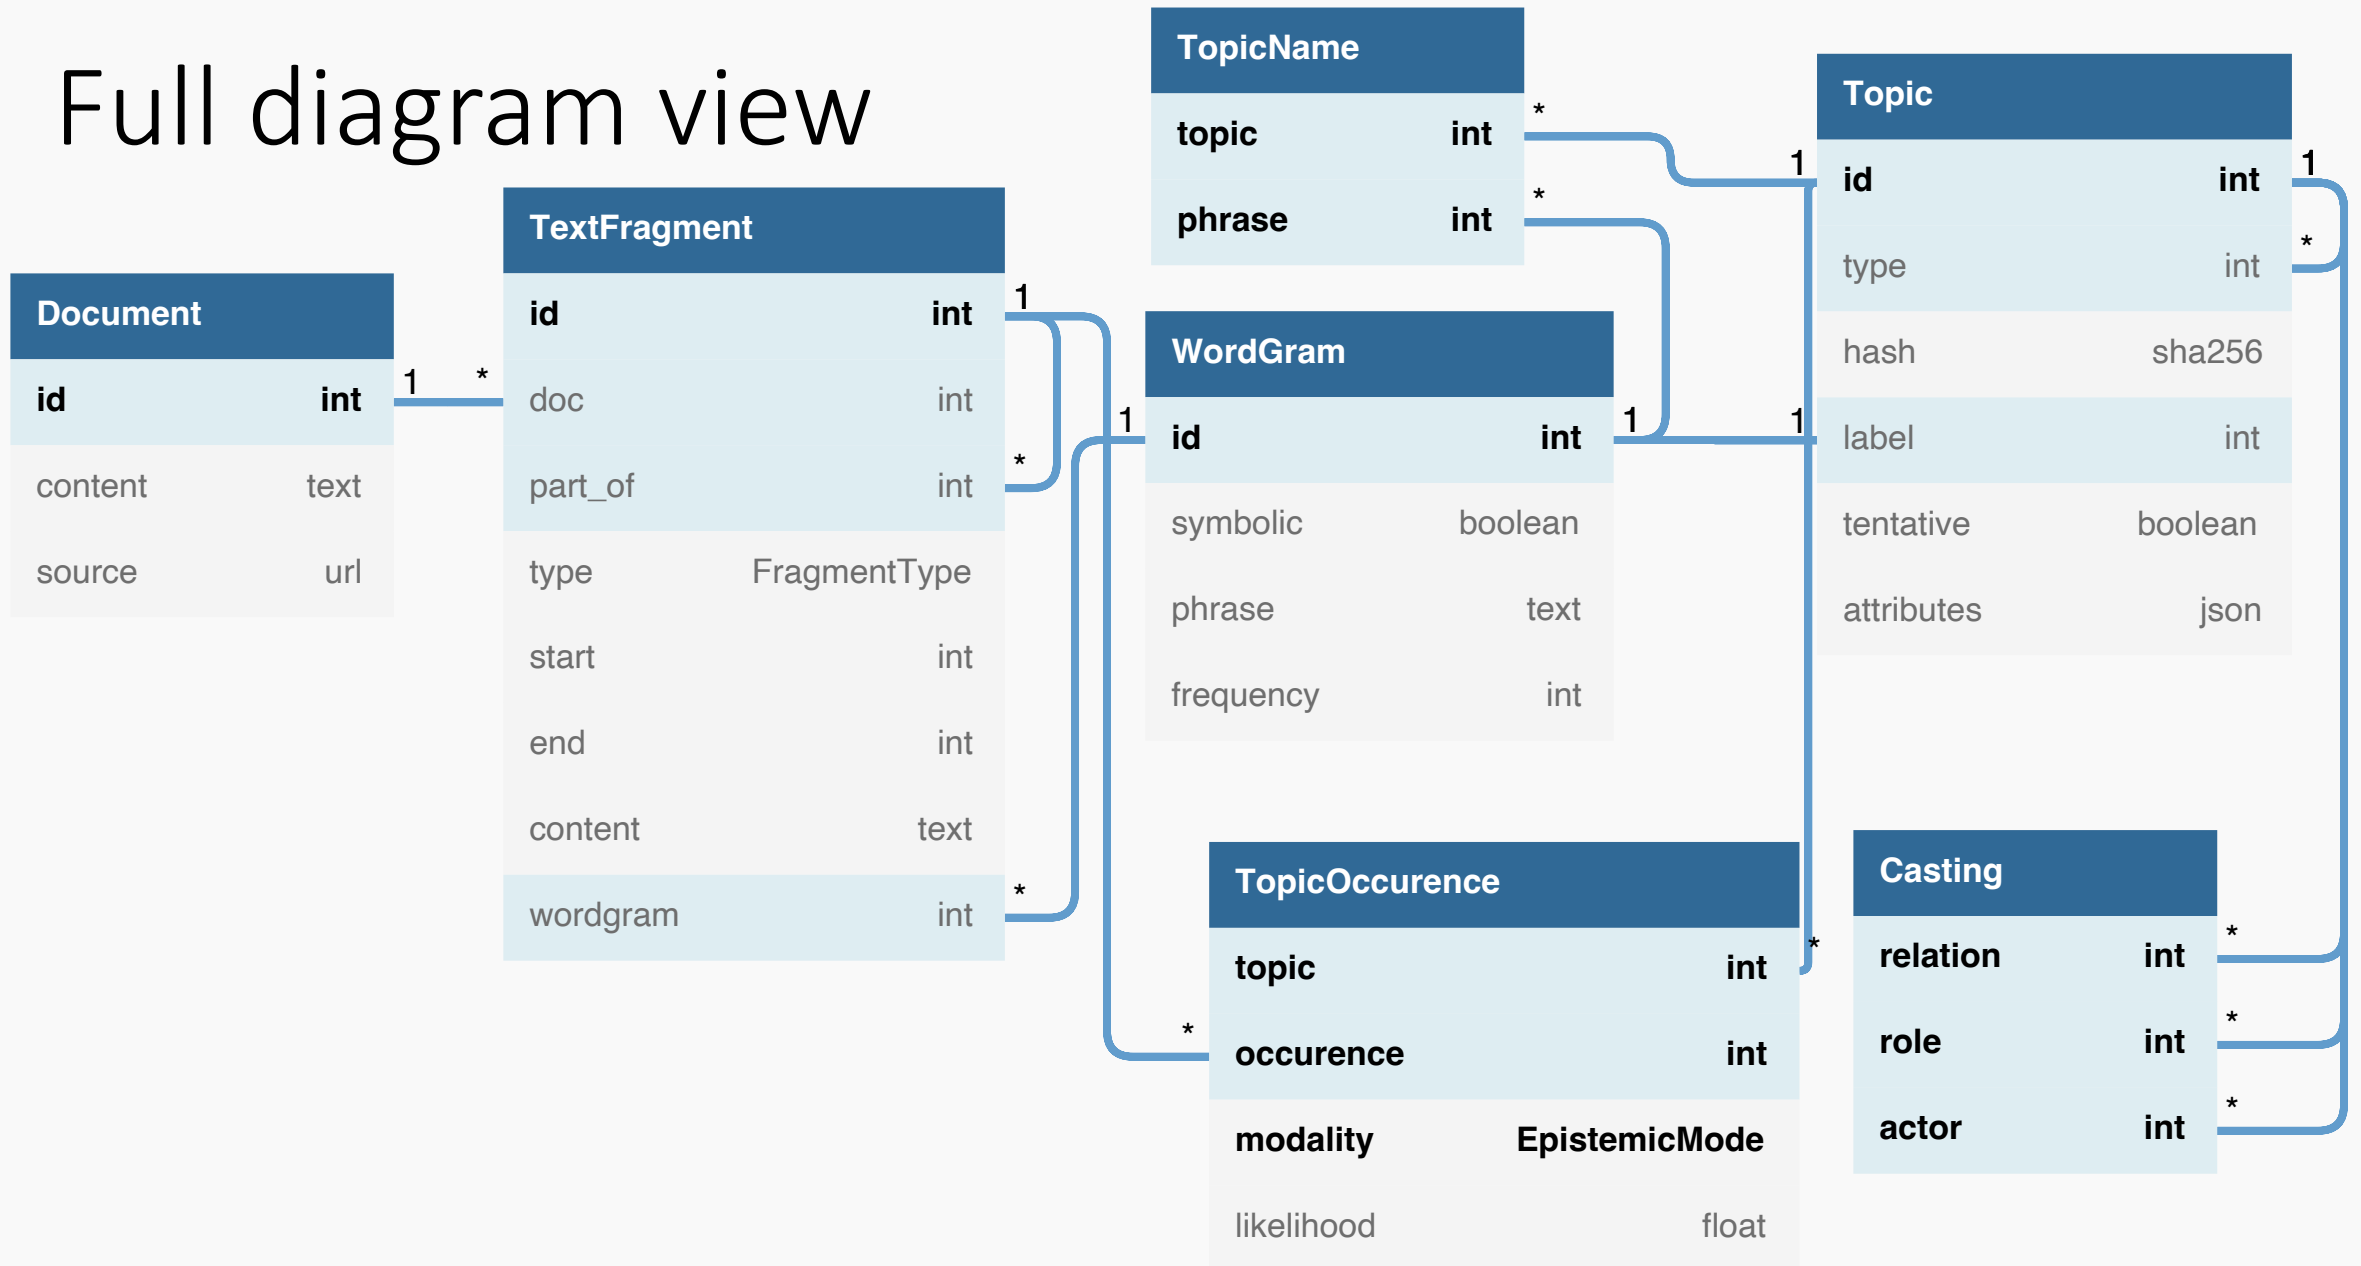 Full diagram view
Document
id int
content text
source url
1 *
TextFragment
id int
doc int
part_of int
type FragmentType
start int
end int
content text
wordgram int
1
*
*
TopicName
topic int
phrase int
*
*
WordGram
id int
symbolic boolean
phrase text
frequency int
1
1
TopicOccurence
topic int
occurence int
modality EpistemicMode
likelihood float
*
*
Topic
id int
type int
hash sha256
label int
tentative boolean
attributes json
1
1
*
1
Casting
relation int
role int
actor int
*
*
*